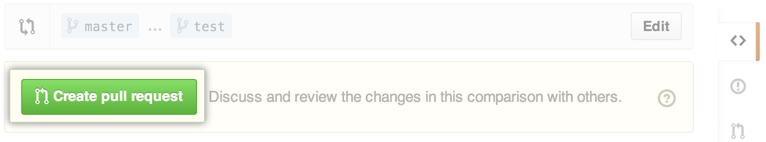 master ... test Edit
Create pull request Discuss and review the changes in this comparison with others. ?